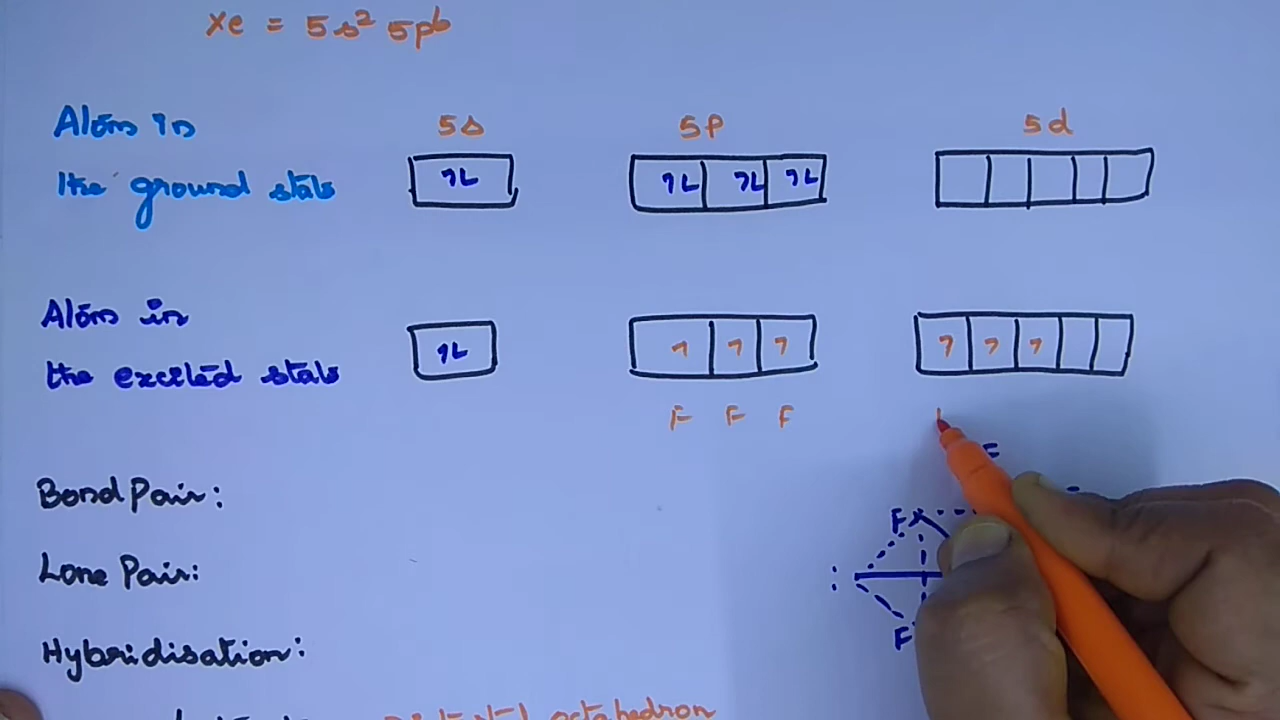 Xe = 5s² 5p⁶
Atom in
5s 5p 5d
the ground state
Atom in
the excited state
F F F
F
Bond Pair:
F
Lone Pair:
F
Hybridisation:
octahedron